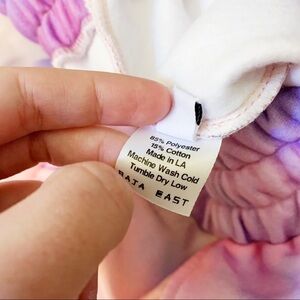 85% Polyester
15% Cotton
Made in LA
Machine Wash Cold
Tumble Dry Low
BAJA EAST